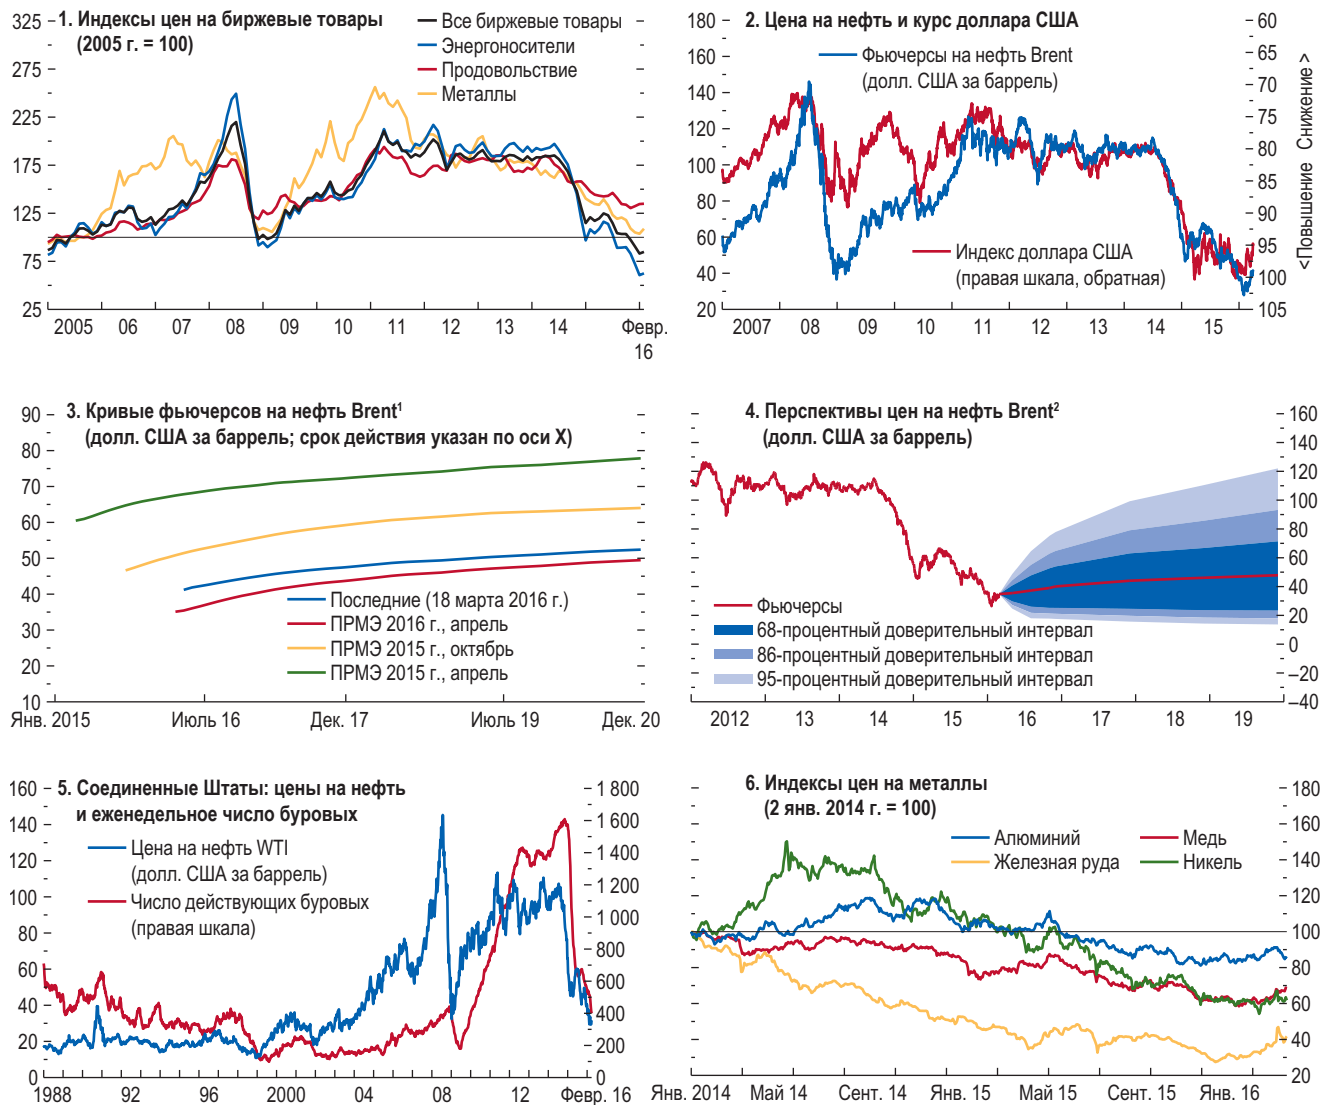 1. Индексы цен на биржевые товары
(2005 г. = 100)
Все биржевые товары
Энергоносители
Продовольствие
Металлы
325
275
225
175
125
75
25
2005 06 07 08 09 10 11 12 13 14 Февр.
16
2. Цена на нефть и курс доллара США
Фьючерсы на нефть Brent
(долл. США за баррель)
Индекс доллара США
(правая шкала, обратная)
180
160
140
120
100
80
60
40
20
60
65
70
75
80
85
90
95
100
105
<Повышение Снижение >
2007 08 09 10 11 12 13 14 15
3. Кривые фьючерсов на нефть Brent¹
(долл. США за баррель; срок действия указан по оси X)
90
80
70
60
50
40
30
20
10
Последние (18 марта 2016 г.)
ПРМЭ 2016 г., апрель
ПРМЭ 2015 г., октябрь
ПРМЭ 2015 г., апрель
Янв. 2015 Июль 16 Дек. 17 Июль 19 Дек. 20
4. Перспективы цен на нефть Brent²
(долл. США за баррель)
Фьючерсы
68-процентный доверительный интервал
86-процентный доверительный интервал
95-процентный доверительный интервал
160
140
120
100
80
60
40
20
0
–20
–40
2012 13 14 15 16 17 18 19
5. Соединенные Штаты: цены на нефть
и еженедельное число буровых
Цена на нефть WTI
(долл. США за баррель)
Число действующих буровых
(правая шкала)
160
140
120
100
80
60
40
20
0
1 800
1 600
1 400
1 200
1 000
800
600
400
200
0
1988 92 96 2000 04 08 12 Февр. 16
6. Индексы цен на металлы
(2 янв. 2014 г. = 100)
Алюминий Медь
Железная руда Никель
180
160
140
120
100
80
60
40
20
Янв. 2014 Май 14 Сент. 14 Янв. 15 Май 15 Сент. 15 Янв. 16